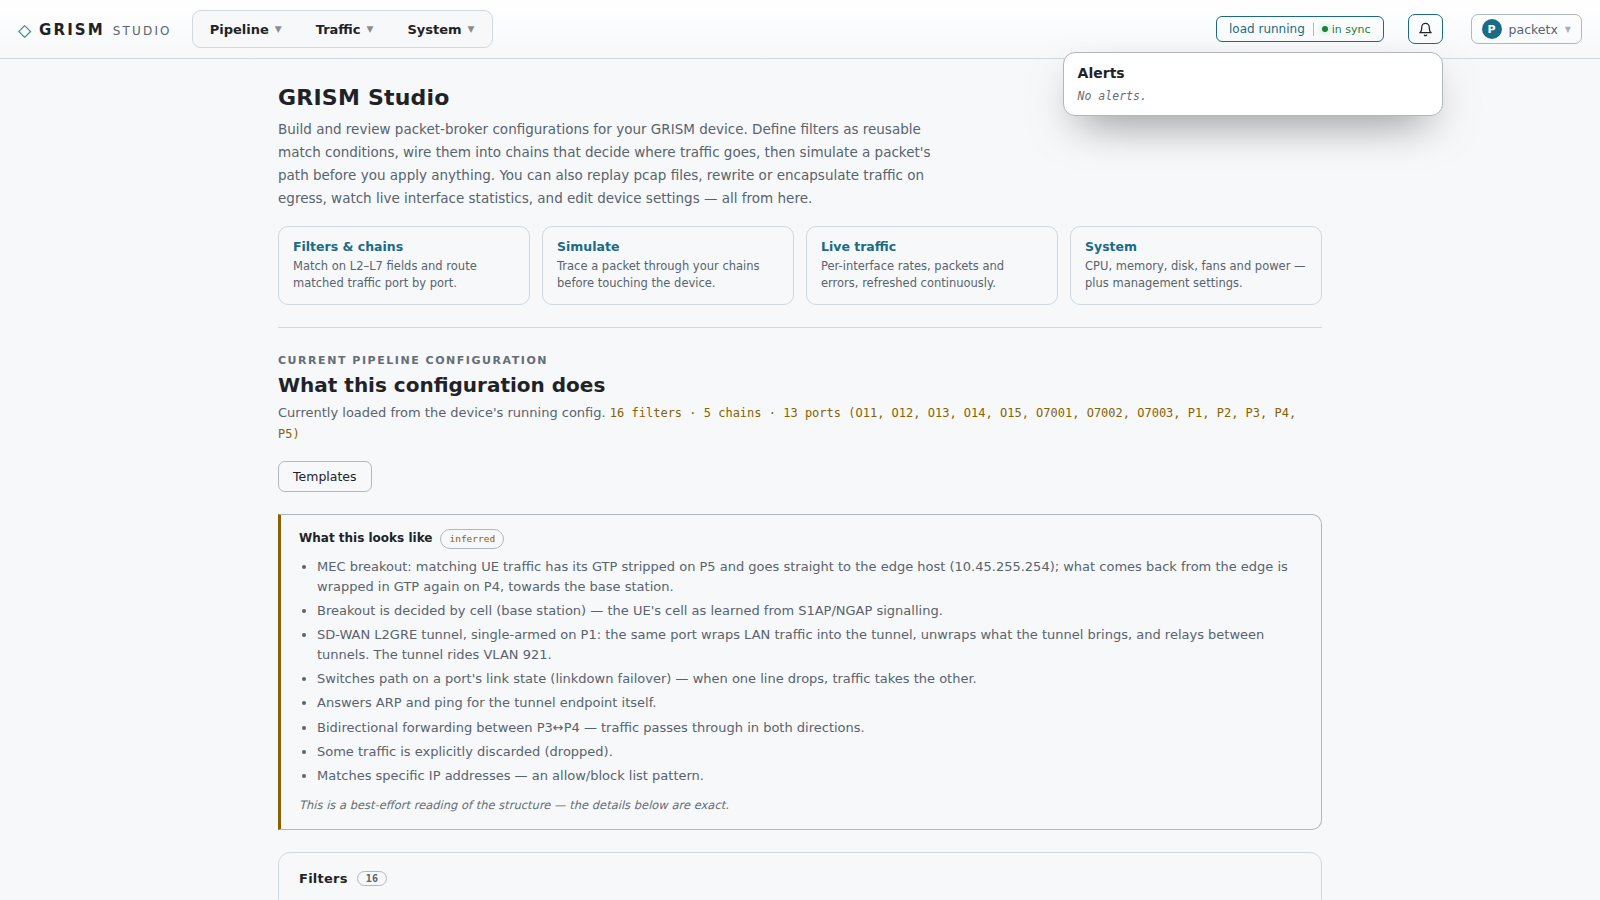 ◇ GRISM STUDIO
Pipeline ▼ Traffic ▼ System ▼
load running in sync
P packetx ▼
Alerts
No alerts.
GRISM Studio
Build and review packet-broker configurations for your GRISM device. Define filters as reusable
match conditions, wire them into chains that decide where traffic goes, then simulate a packet's
path before you apply anything. You can also replay pcap files, rewrite or encapsulate traffic on
egress, watch live interface statistics, and edit device settings — all from here.
Filters & chains
Match on L2–L7 fields and route
matched traffic port by port.
Simulate
Trace a packet through your chains
before touching the device.
Live traffic
Per-interface rates, packets and
errors, refreshed continuously.
System
CPU, memory, disk, fans and power —
plus management settings.
CURRENT PIPELINE CONFIGURATION
What this configuration does
Currently loaded from the device's running config. 16 filters · 5 chains · 13 ports (O11, O12, O13, O14, O15, O7001, O7002, O7003, P1, P2, P3, P4,
P5)
Templates
What this looks like inferred
• MEC breakout: matching UE traffic has its GTP stripped on P5 and goes straight to the edge host (10.45.255.254); what comes back from the edge is
wrapped in GTP again on P4, towards the base station.
• Breakout is decided by cell (base station) — the UE's cell as learned from S1AP/NGAP signalling.
• SD-WAN L2GRE tunnel, single-armed on P1: the same port wraps LAN traffic into the tunnel, unwraps what the tunnel brings, and relays between
tunnels. The tunnel rides VLAN 921.
• Switches path on a port's link state (linkdown failover) — when one line drops, traffic takes the other.
• Answers ARP and ping for the tunnel endpoint itself.
• Bidirectional forwarding between P3↔P4 — traffic passes through in both directions.
• Some traffic is explicitly discarded (dropped).
• Matches specific IP addresses — an allow/block list pattern.
This is a best-effort reading of the structure — the details below are exact.
Filters 16